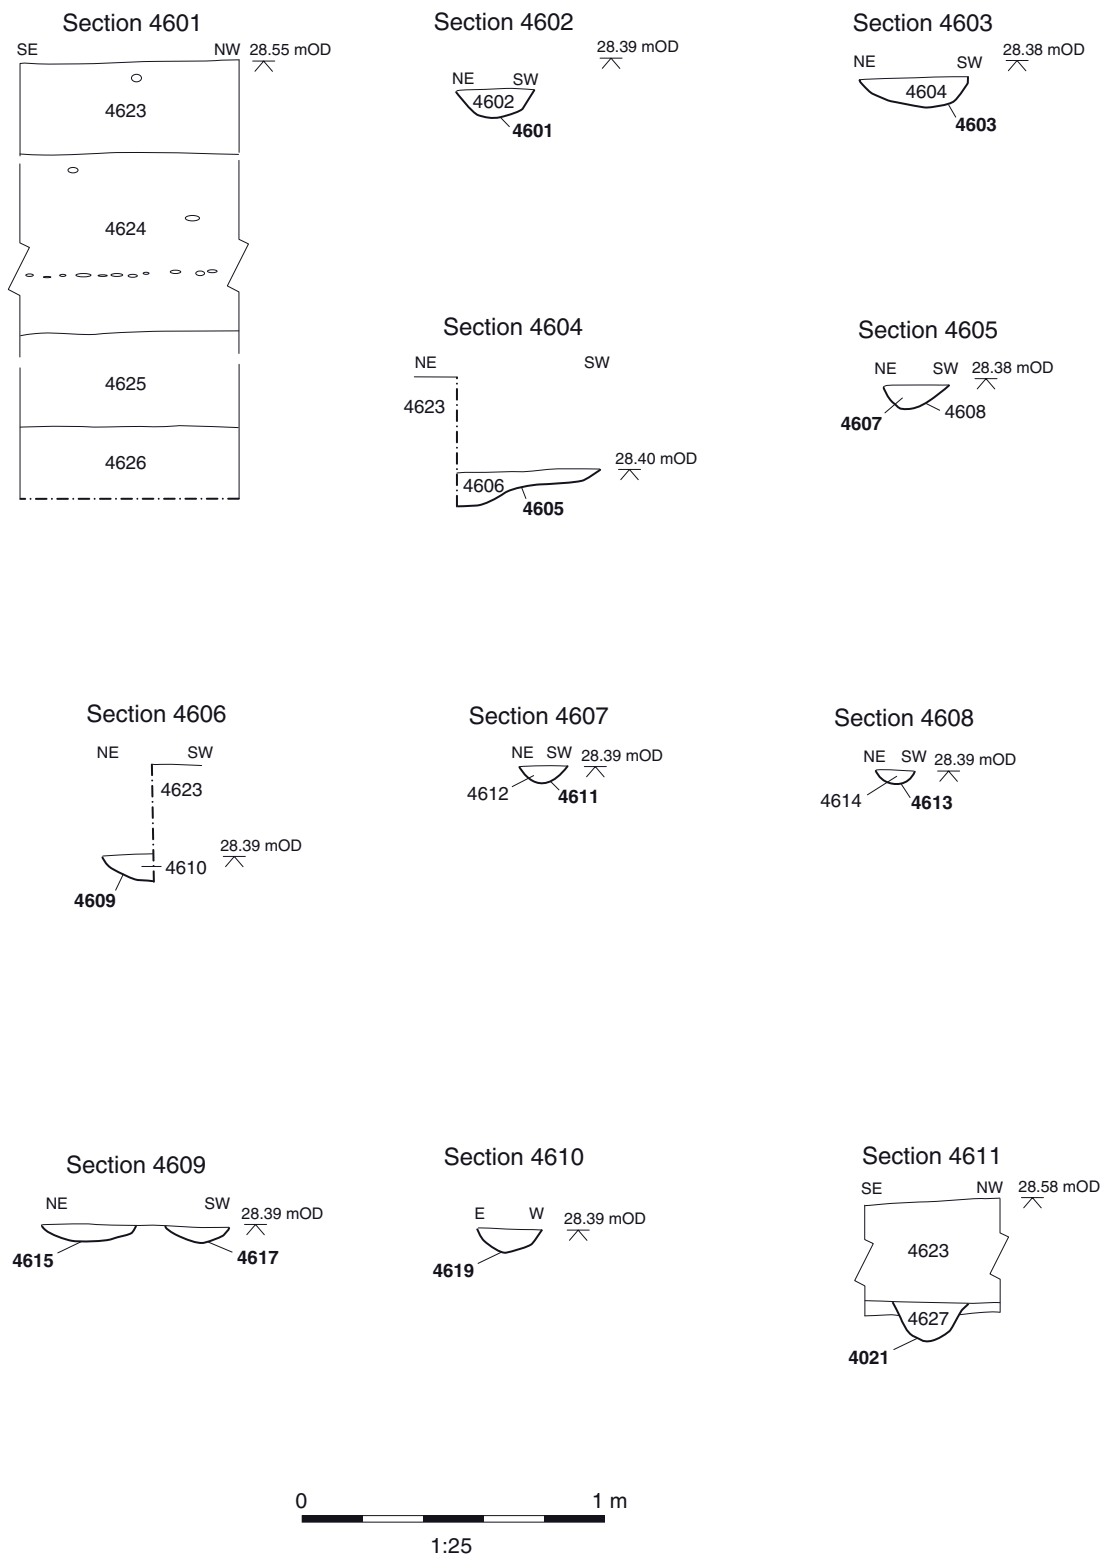 Section 4601
SE NW 28.55 mOD
4623
4624
4625
4626
Section 4602
28.39 mOD
NE SW
4602
4601
Section 4603
NE SW 28.38 mOD
4604
4603
Section 4604
NE SW
4623
28.40 mOD
4606
4605
Section 4605
NE SW 28.38 mOD
4607 4608
Section 4606
NE SW
4623
28.39 mOD
4610
4609
Section 4607
NE SW 28.39 mOD
4612 4611
Section 4608
NE SW 28.39 mOD
4614 4613
Section 4609
NE SW 28.39 mOD
4615 4617
Section 4610
E W 28.39 mOD
4619
Section 4611
SE NW 28.58 mOD
4623
4627
4021
0 1 m
1:25